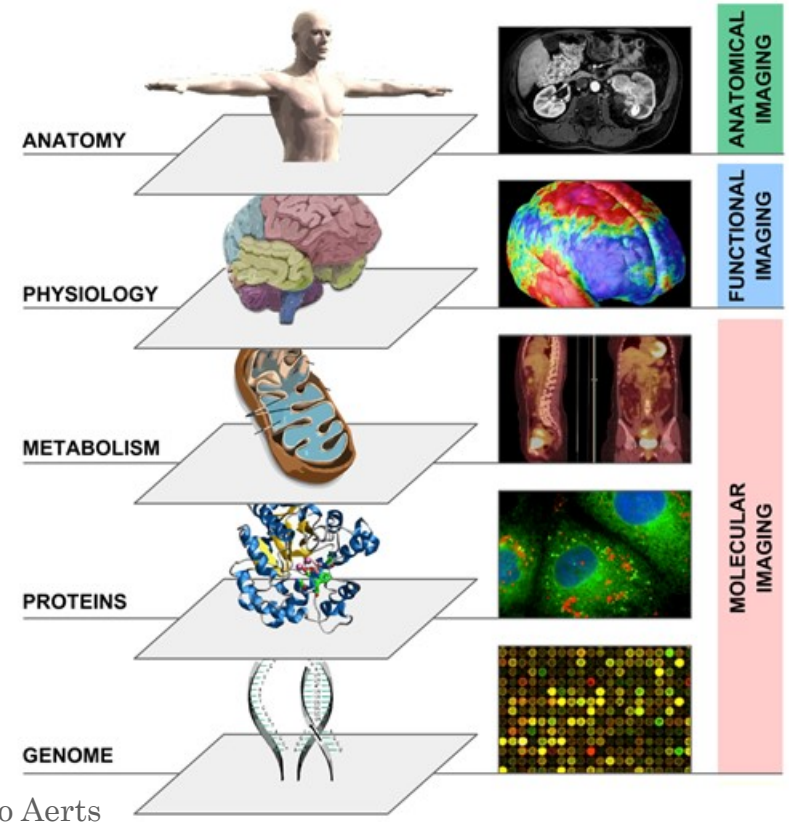 ANATOMY
ANATOMICAL
IMAGING
PHYSIOLOGY
FUNCTIONAL
IMAGING
METABOLISM
MOLECULAR
IMAGING
PROTEINS
GENOME
o Aerts